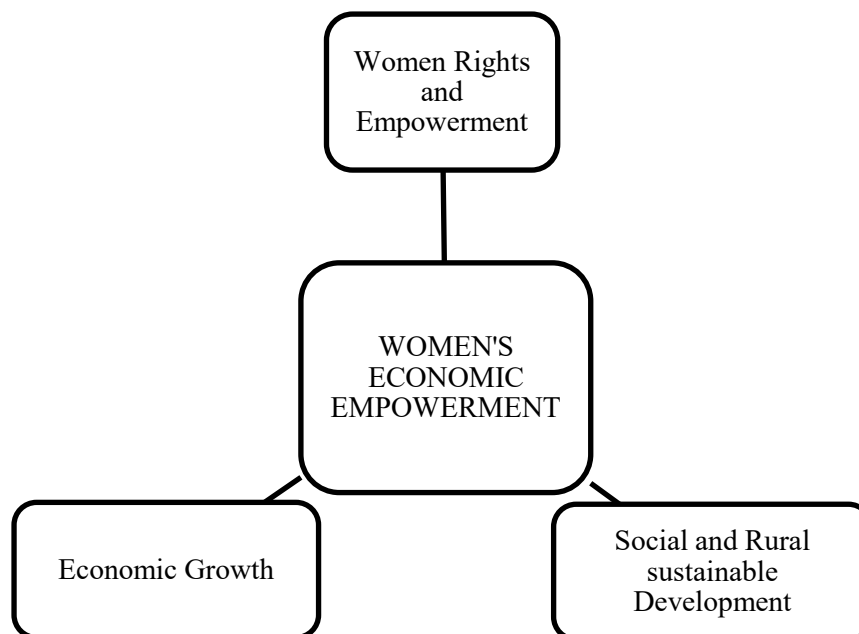 Women Rights
and
Empowerment
WOMEN'S
ECONOMIC
EMPOWERMENT
Economic Growth
Social and Rural
sustainable
Development